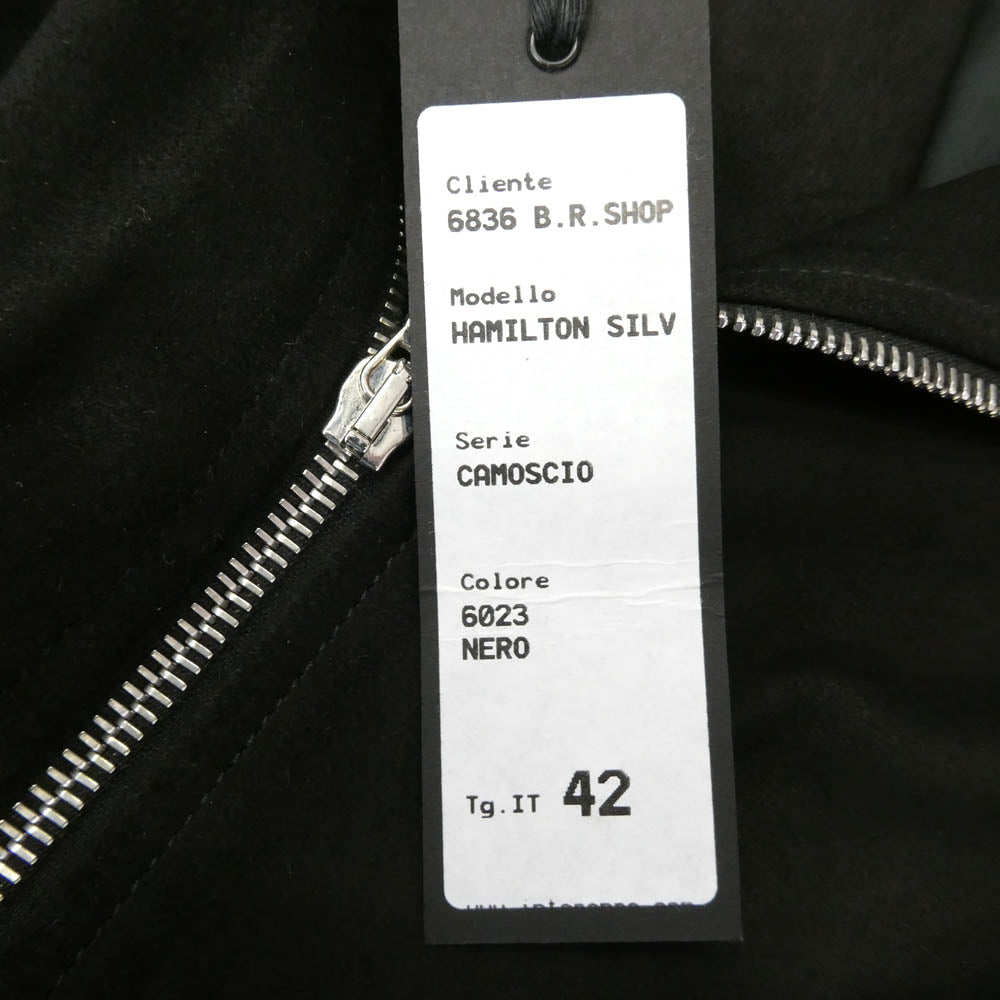 Cliente
6836 B.R.SHOP
Modello
HAMILTON SILV
Serie
CAMOSCIO
Colore
6023
NERO
Tg.IT 42